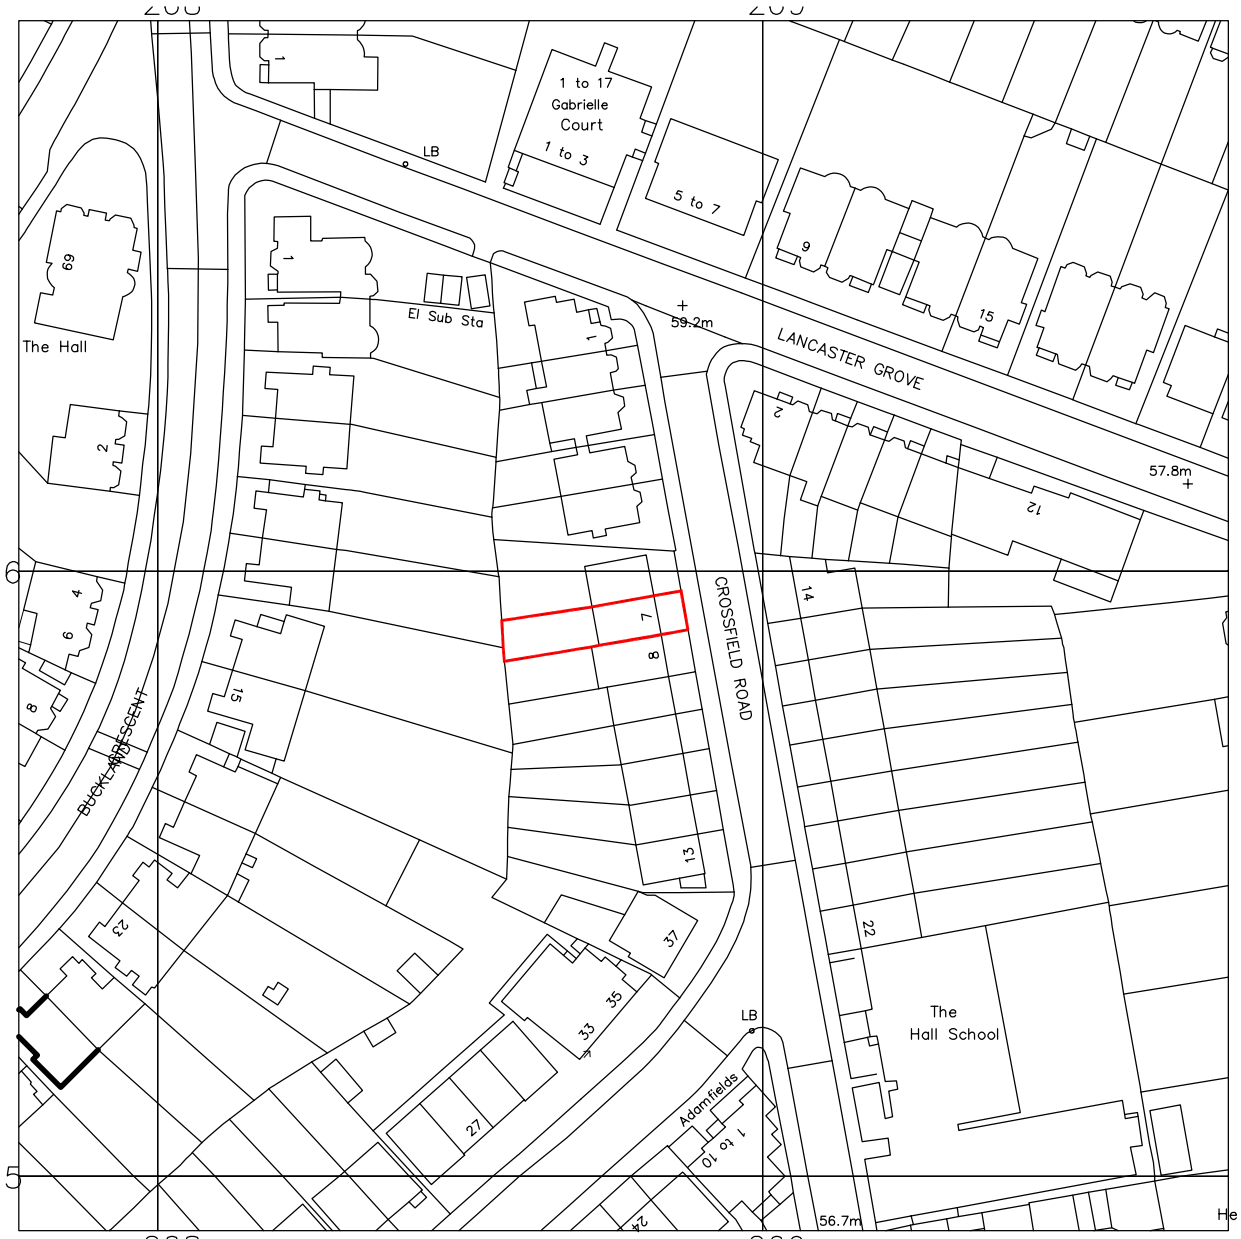 1
1 to 17
Gabrielle
Court
1 to 3
LB
5 to 7
9
15
69
The Hall
1
El Sub Sta
1
59.2m
LANCASTER GROVE
2
2
57.8m
12
6
4
6
8
7
8
CROSSFIELD ROAD
14
15
BUCKLAND CRESCENT
13
22
23
37
35
33
27
LB
The
Hall School
Adamfields
1 to 10
24
5
56.7m
He